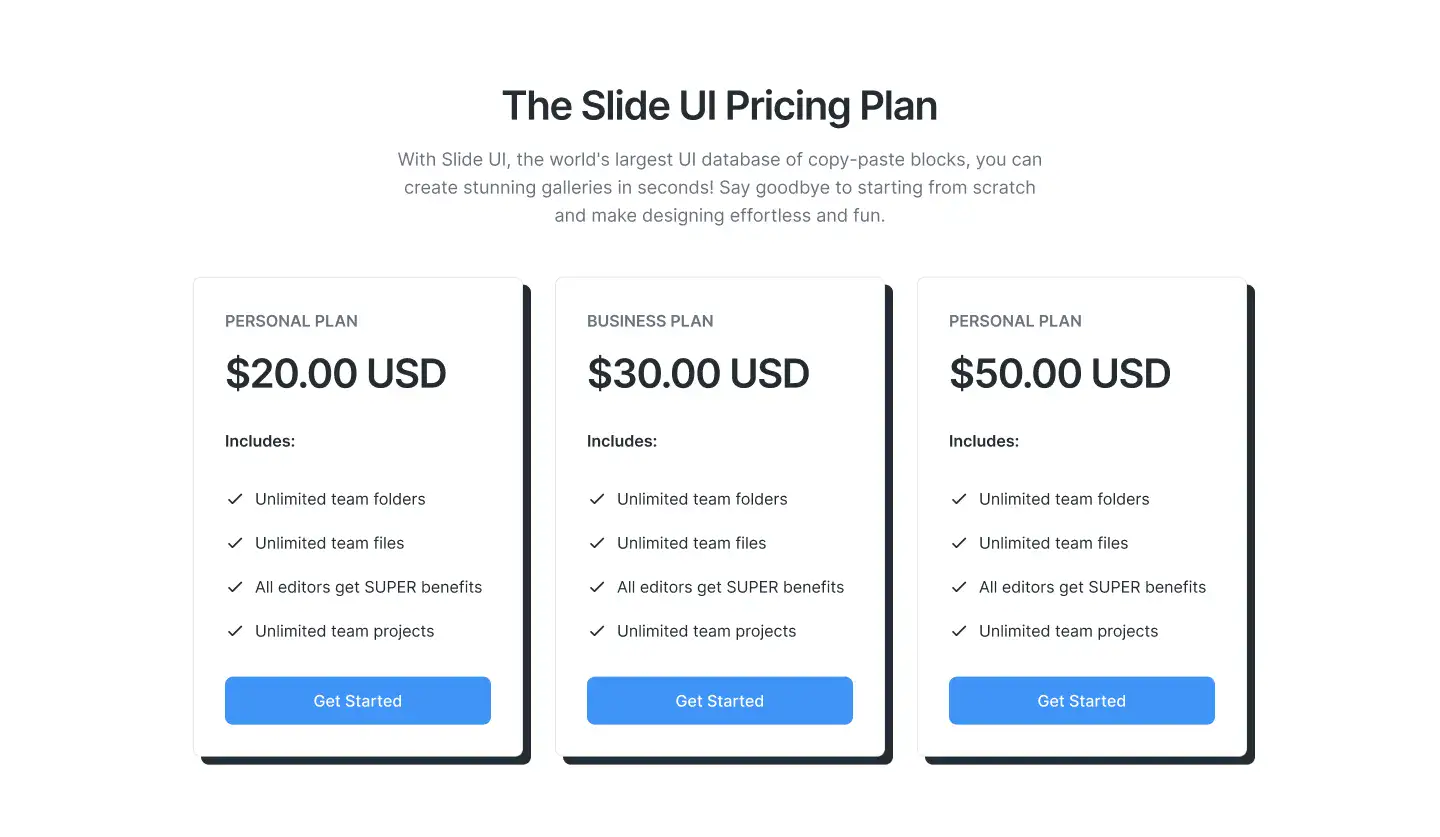 The Slide UI Pricing Plan
With Slide UI, the world's largest UI database of copy-paste blocks, you can
create stunning galleries in seconds! Say goodbye to starting from scratch
and make designing effortless and fun.
PERSONAL PLAN
$20.00 USD
Includes:
Unlimited team folders
Unlimited team files
All editors get SUPER benefits
Unlimited team projects
Get Started
BUSINESS PLAN
$30.00 USD
Includes:
Unlimited team folders
Unlimited team files
All editors get SUPER benefits
Unlimited team projects
Get Started
PERSONAL PLAN
$50.00 USD
Includes:
Unlimited team folders
Unlimited team files
All editors get SUPER benefits
Unlimited team projects
Get Started